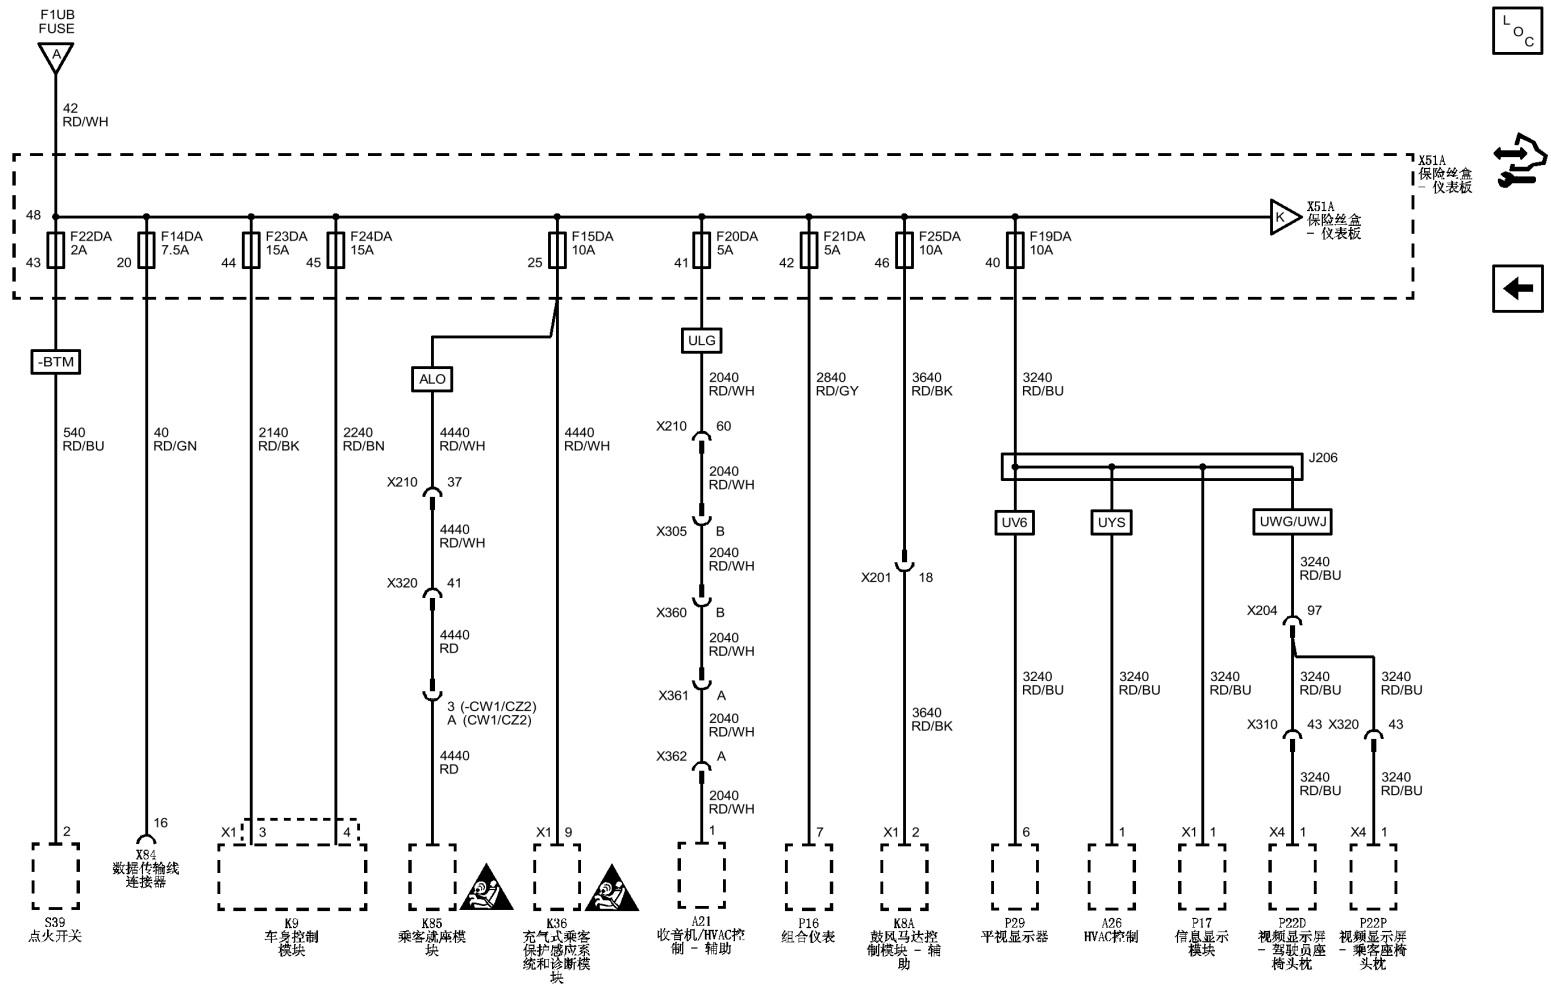 F1UB
FUSE
A
L
O
C
42
RD/WH
X51A
保险丝盒
- 仪表板
48
K
X51A
保险丝盒
- 仪表板
F22DA
2A
43
F14DA
7.5A
20
F23DA
15A
44
F24DA
15A
45
F15DA
10A
25
F20DA
5A
41
F21DA
5A
42
F25DA
10A
46
F19DA
10A
40
-BTM
ALO
ULG
2040
RD/WH
2840
RD/GY
3640
RD/BK
3240
RD/BU
540
RD/BU
40
RD/GN
2140
RD/BK
2240
RD/BN
4440
RD/WH
4440
RD/WH
X210 60
J206
2040
RD/WH
X210 37
4440
RD/WH
X305 B
UV6
UYS
UWG/UWJ
2040
RD/WH
3240
RD/BU
X320 41
X201 18
X360 B
X204 97
4440
RD
2040
RD/WH
X361 A
3240
RD/BU
3240
RD/BU
3240
RD/BU
3240
RD/BU
3240
RD/BU
3 (-CW1/CZ2)
A (CW1/CZ2)
2040
RD/WH
3640
RD/BK
X310 43
X320 43
4440
RD
X362 A
2040
RD/WH
3240
RD/BU
3240
RD/BU
2
16
X1 3
4
X1 9
1
7
X1 2
6
1
X1 1
X4 1
X4 1
S39
点火开关
X84
数据传输线
连接器
K9
车身控制
模块
K85
乘客就座模
块
K36
充气式乘客
保护感应系
统和诊断模
块
A21
收音机/HVAC控
制 - 辅助
P16
组合仪表
K8A
鼓风马达控
制模块 - 辅
助
P29
平视显示器
A26
HVAC控制
P17
信息显示
模块
P22D
视频显示屏
- 驾驶员座
椅头枕
P22P
视频显示屏
- 乘客座椅
头枕